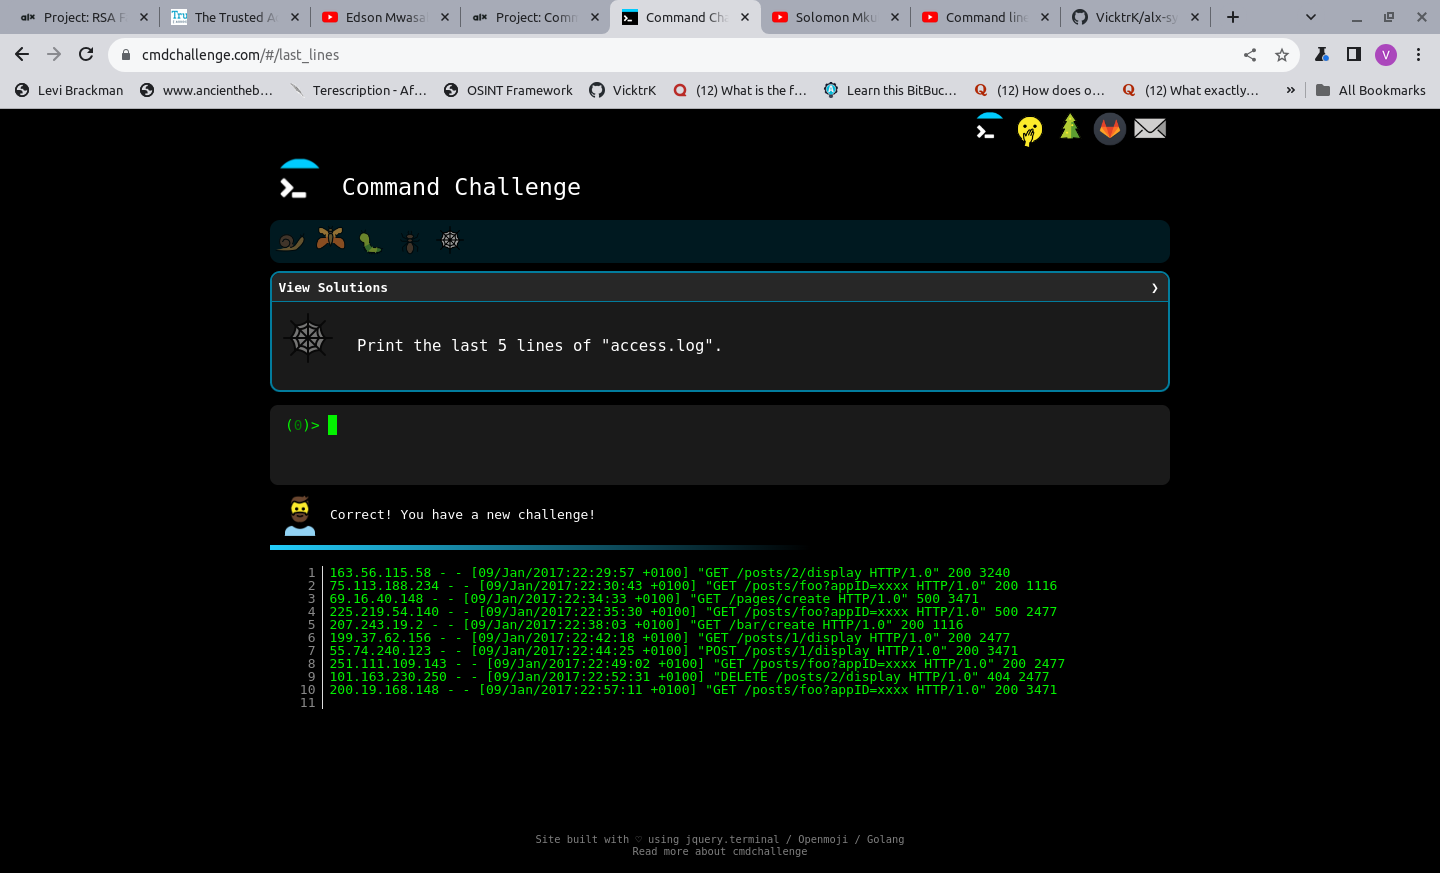 alx Project: RSA F
Tru The Trusted A
Edson Mwasa
alx Project: Comm
Command Cha
Solomon Mku
Command line
VicktrK/alx-sy
cmdchallenge.com/#/last_lines
V
Levi Brackman
www.ancientheb…
Terescription - Af…
OSINT Framework
VicktrK
(12) What is the f…
Learn this BitBuc…
(12) How does o…
(12) What exactly…
»
All Bookmarks
Command Challenge
View Solutions ❯
Print the last 5 lines of "access.log".
(0)>
Correct! You have a new challenge!
1 163.56.115.58 - - [09/Jan/2017:22:29:57 +0100] "GET /posts/2/display HTTP/1.0" 200 3240
2 75.113.188.234 - - [09/Jan/2017:22:30:43 +0100] "GET /posts/foo?appID=xxxx HTTP/1.0" 200 1116
3 69.16.40.148 - - [09/Jan/2017:22:34:33 +0100] "GET /pages/create HTTP/1.0" 500 3471
4 225.219.54.140 - - [09/Jan/2017:22:35:30 +0100] "GET /posts/foo?appID=xxxx HTTP/1.0" 500 2477
5 207.243.19.2 - - [09/Jan/2017:22:38:03 +0100] "GET /bar/create HTTP/1.0" 200 1116
6 199.37.62.156 - - [09/Jan/2017:22:42:18 +0100] "GET /posts/1/display HTTP/1.0" 200 2477
7 55.74.240.123 - - [09/Jan/2017:22:44:25 +0100] "POST /posts/1/display HTTP/1.0" 200 3471
8 251.111.109.143 - - [09/Jan/2017:22:49:02 +0100] "GET /posts/foo?appID=xxxx HTTP/1.0" 200 2477
9 101.163.230.250 - - [09/Jan/2017:22:52:31 +0100] "DELETE /posts/2/display HTTP/1.0" 404 2477
10 200.19.168.148 - - [09/Jan/2017:22:57:11 +0100] "GET /posts/foo?appID=xxxx HTTP/1.0" 200 3471
11
Site built with ♡ using jquery.terminal / Openmoji / Golang
Read more about cmdchallenge